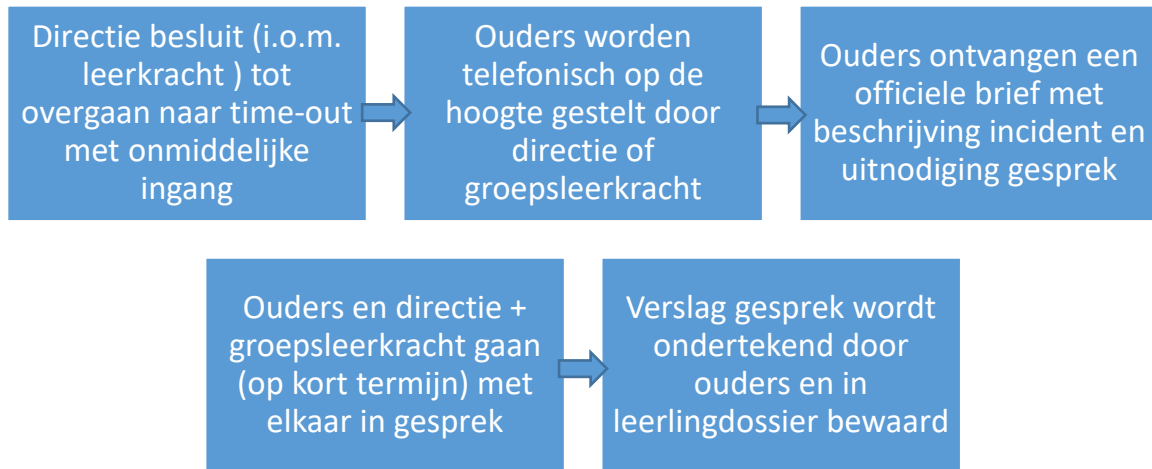 Directie besluit (i.o.m.
leerkracht ) tot
overgaan naar time-out
met onmiddelijke
ingang
Ouders worden
telefonisch op de
hoogte gestelt door
directie of
groepsleerkracht
Ouders ontvangen een
officiele brief met
beschrijving incident en
uitnodiging gesprek
Ouders en directie +
groepsleerkracht gaan
(op kort termijn) met
elkaar in gesprek
Verslag gesprek wordt
ondertekend door
ouders en in
leerlingdossier bewaard